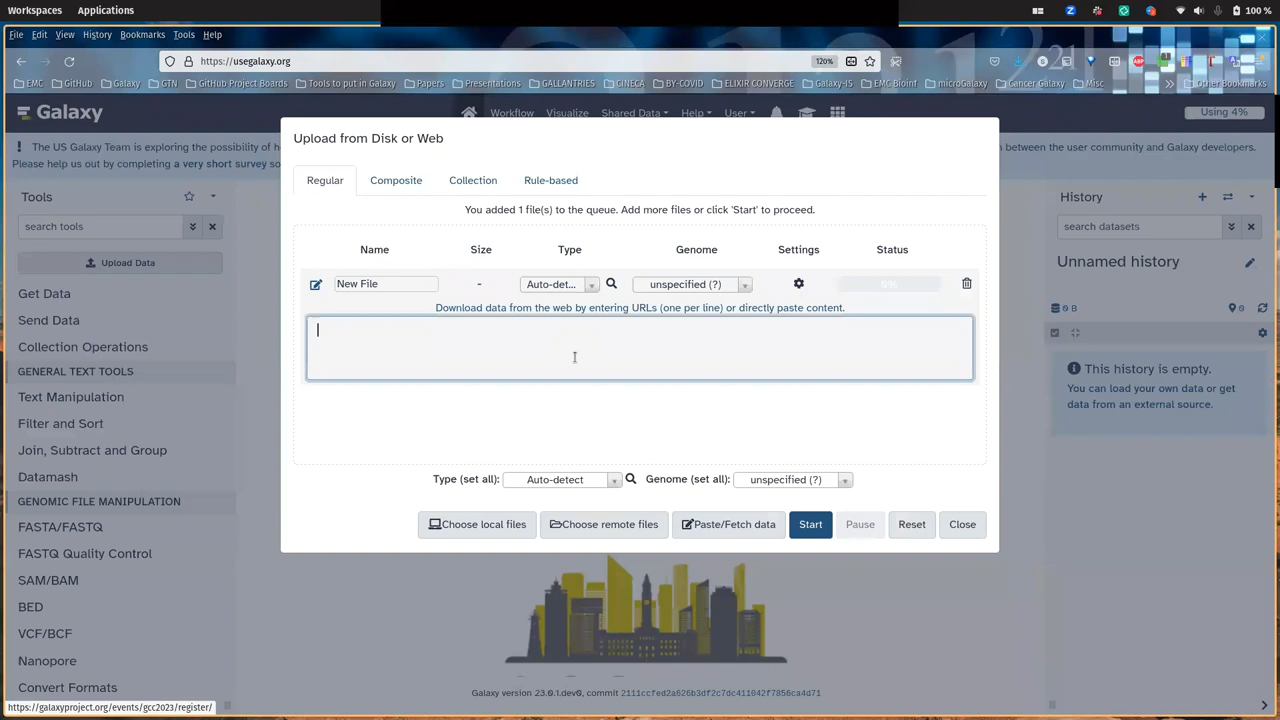 Workspaces Applications
100 %
File Edit View History Bookmarks Tools Help
https://usegalaxy.org 120%
EMC GitHub Galaxy GTN GitHub Project Boards Tools to put in Galaxy Papers Presentations GALLANTRIES CINECA BY-COVID ELIXIR CONVERGE Galaxy-IS EMC Bioinf microGalaxy Cancer Galaxy Misc Other Bookmarks
Galaxy Workflow Visualize Shared Data Help User Using 4%
The US Galaxy Team is exploring the possibility of h
n between the user community and Galaxy developers.
Please help us out by completing a very short survey so
Upload from Disk or Web
Regular Composite Collection Rule-based
You added 1 file(s) to the queue. Add more files or click 'Start' to proceed.
Name Size Type Genome Settings Status
New File - Auto-det... unspecified (?) 0%
Download data from the web by entering URLs (one per line) or directly paste content.
Type (set all): Auto-detect Genome (set all): unspecified (?)
Choose local files Choose remote files Paste/Fetch data Start Pause Reset Close
Tools
search tools
Upload Data
Get Data
Send Data
Collection Operations
GENERAL TEXT TOOLS
Text Manipulation
Filter and Sort
Join, Subtract and Group
Datamash
GENOMIC FILE MANIPULATION
FASTA/FASTQ
FASTQ Quality Control
SAM/BAM
BED
VCF/BCF
Nanopore
Convert Formats
https://galaxyproject.org/events/gcc2023/register/
History
search datasets
Unnamed history
0 B 0
This history is empty.
You can load your own data or get
data from an external source.
Galaxy version 23.0.1.dev0, commit 2111ccfed2a626b3df2c7dc411042f7856ca4d71